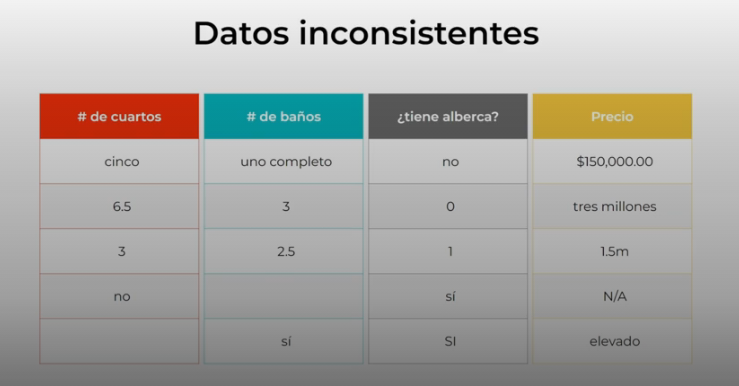 Datos inconsistentes
# de cuartos # de baños ¿tiene alberca? Precio
cinco uno completo no $150,000.00
6.5 3 0 tres millones
3 2.5 1 1.5m
no sí N/A
sí SI elevado